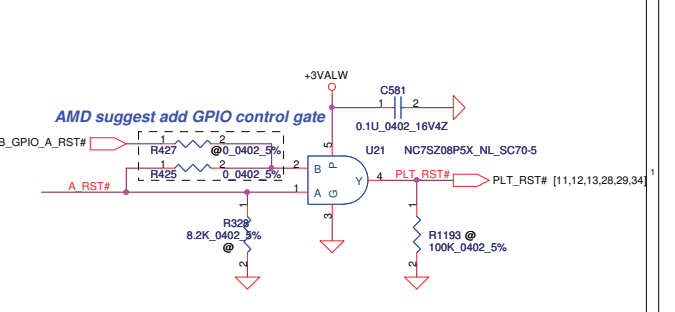 +3VALW
C581
1 2
AMD suggest add GPIO control gate
0.1U_0402_16V4Z
B_GPIO_A_RST#
1 2
R427 @0_0402_5%
5
U21 NC7SZ08P5X_NL_SC70-5
1 2
R425 0_0402_5%
2 B P
A_RST#
1 A G
Y 4
PLT_RST#
PLT_RST# [11,12,13,28,29,34]
1
3
1
R328
8.2K_0402_5%
@
2
1
R1193 @
100K_0402_5%
2